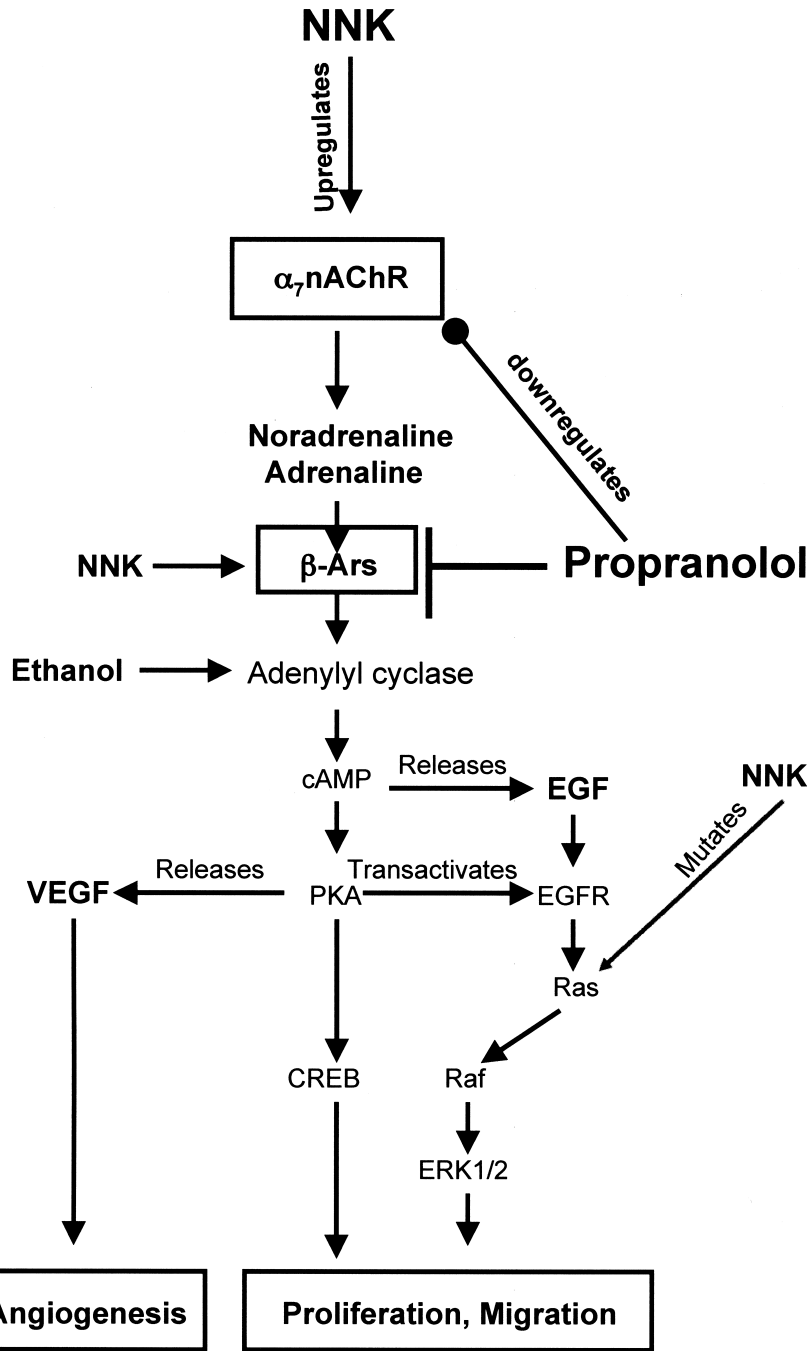 NNK
Upregulates
α7nAChR
downregulates
Noradrenaline
Adrenaline
NNK
β-Ars
Propranolol
Ethanol
Adenylyl cyclase
cAMP
Releases
EGF
NNK
Mutates
VEGF
Releases
PKA
Transactivates
EGFR
Ras
CREB
Raf
ERK1/2
Angiogenesis
Proliferation, Migration